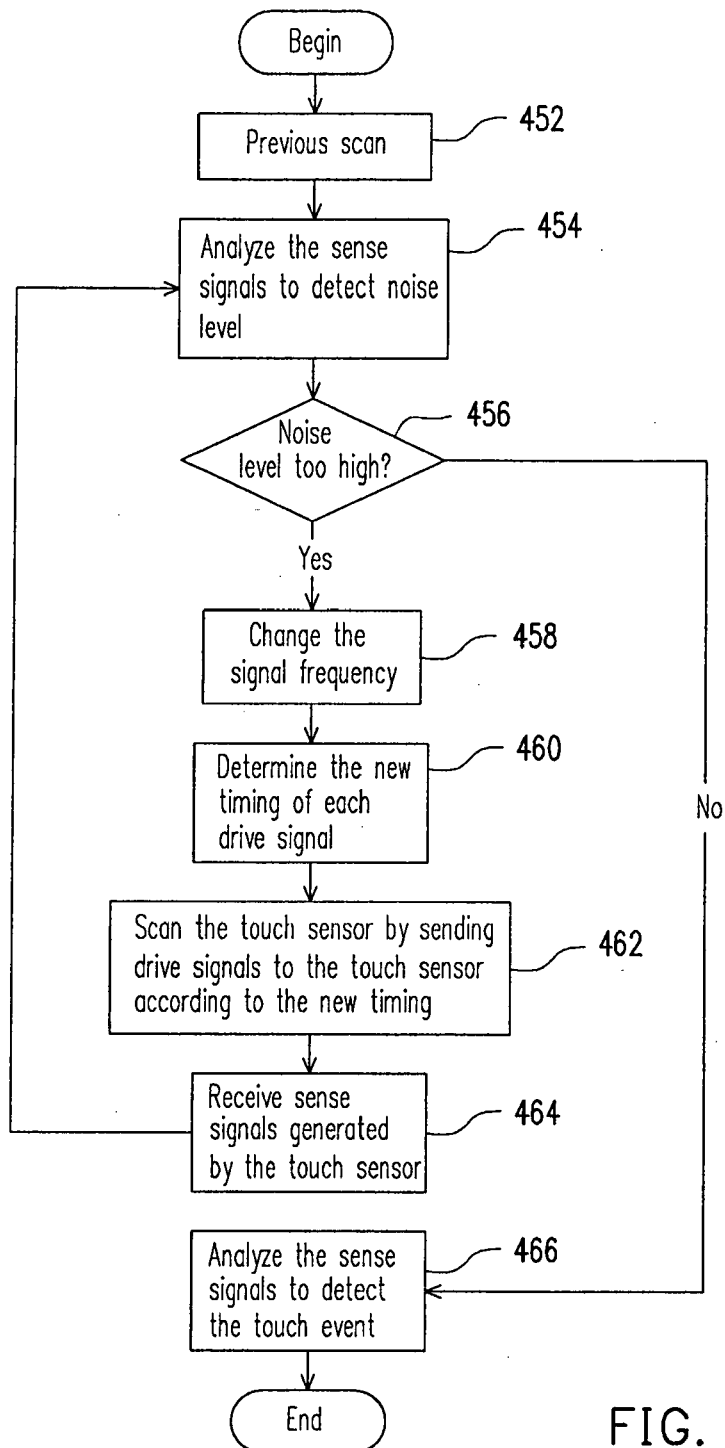 Begin
Previous scan
452
Analyze the sense
signals to detect noise
level
454
Noise
level too high?
456
Yes
No
Change the
signal frequency
458
Determine the new
timing of each
drive signal
460
Scan the touch sensor by sending
drive signals to the touch sensor
according to the new timing
462
Receive sense
signals generated
by the touch sensor
464
Analyze the sense
signals to detect
the touch event
466
End
FIG.